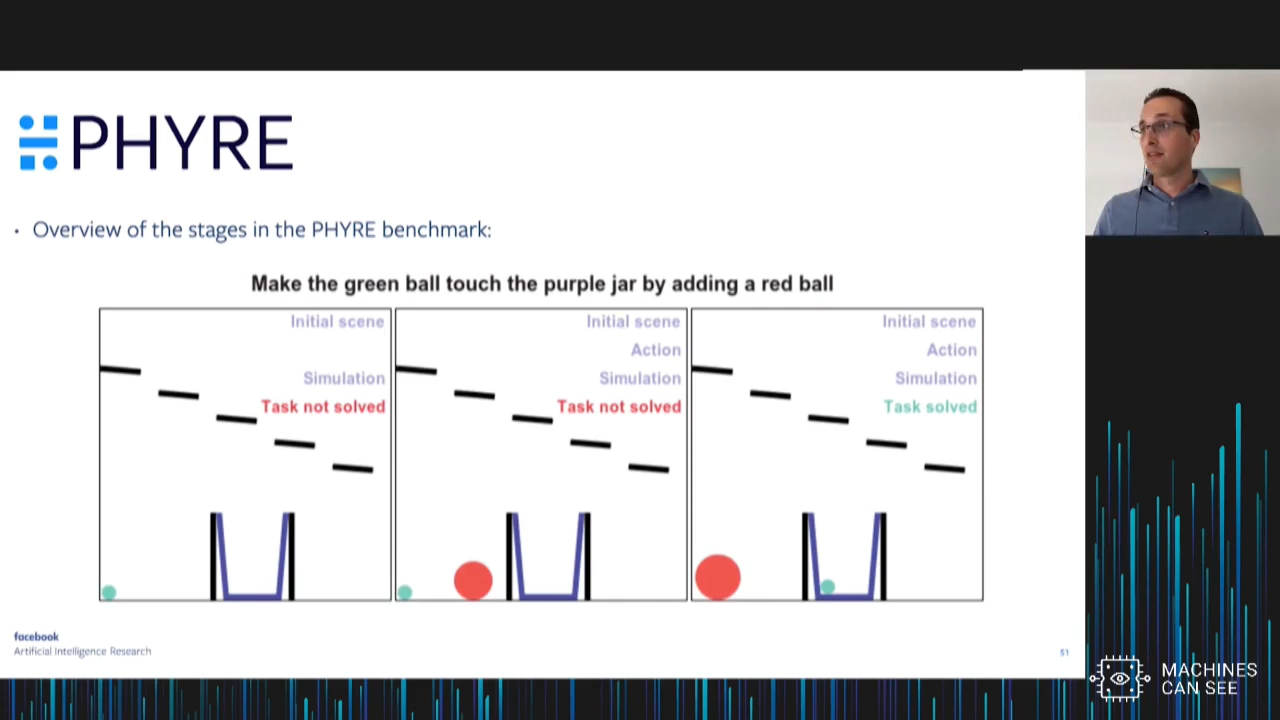 PHYRE
• Overview of the stages in the PHYRE benchmark:
Make the green ball touch the purple jar by adding a red ball
Initial scene
Simulation
Task not solved
Initial scene
Action
Simulation
Task not solved
Initial scene
Action
Simulation
Task solved
facebook
Artificial Intelligence Research
51
MACHINES
CAN SEE